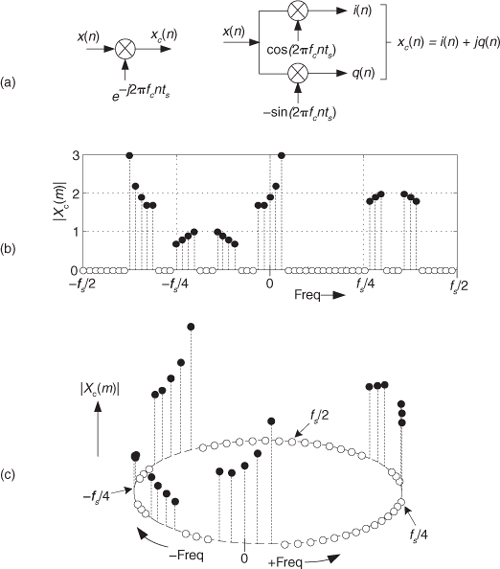 x(n)
x_c(n)
e^{-j2πf_c nt_s}
x(n)
i(n)
cos(2πf_c nt_s)
q(n)
-sin(2πf_c nt_s)
x_c(n) = i(n) + jq(n)
(a)
3
2
1
0
|X_c(m)|
(b)
-f_s/2
-f_s/4
0
f_s/4
f_s/2
Freq
|X_c(m)|
f_s/2
(c)
-f_s/4
f_s/4
-Freq
0
+Freq